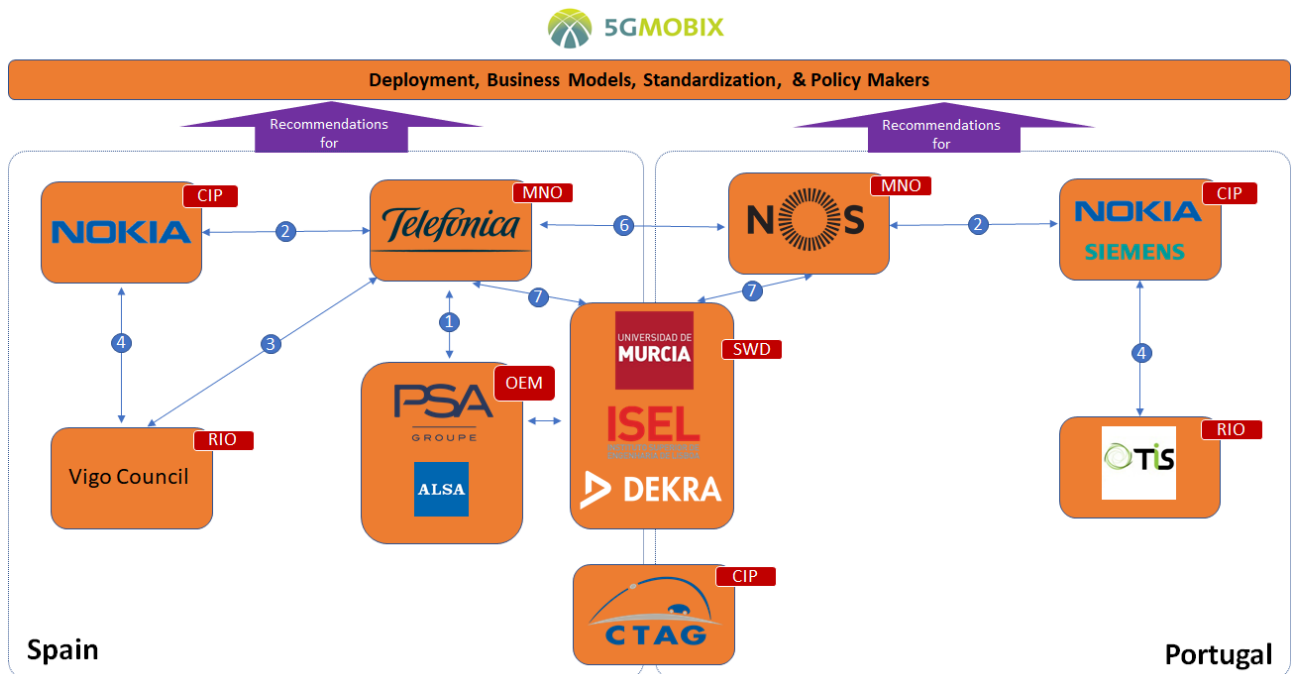 5GMOBIX
Deployment, Business Models, Standardization, & Policy Makers
Recommendations
for
Recommendations
for
CIP
NOKIA
MNO
Telefónica
MNO
NOS
CIP
NOKIA
SIEMENS
2
6
2
7
7
4
3
1
4
UNIVERSIDAD DE
MURCIA
SWD
ISEL
DEKRA
OEM
PSA
GROUPE
ALSA
RIO
Vigo Council
RIO
TiS
CIP
CTAG
Spain
Portugal